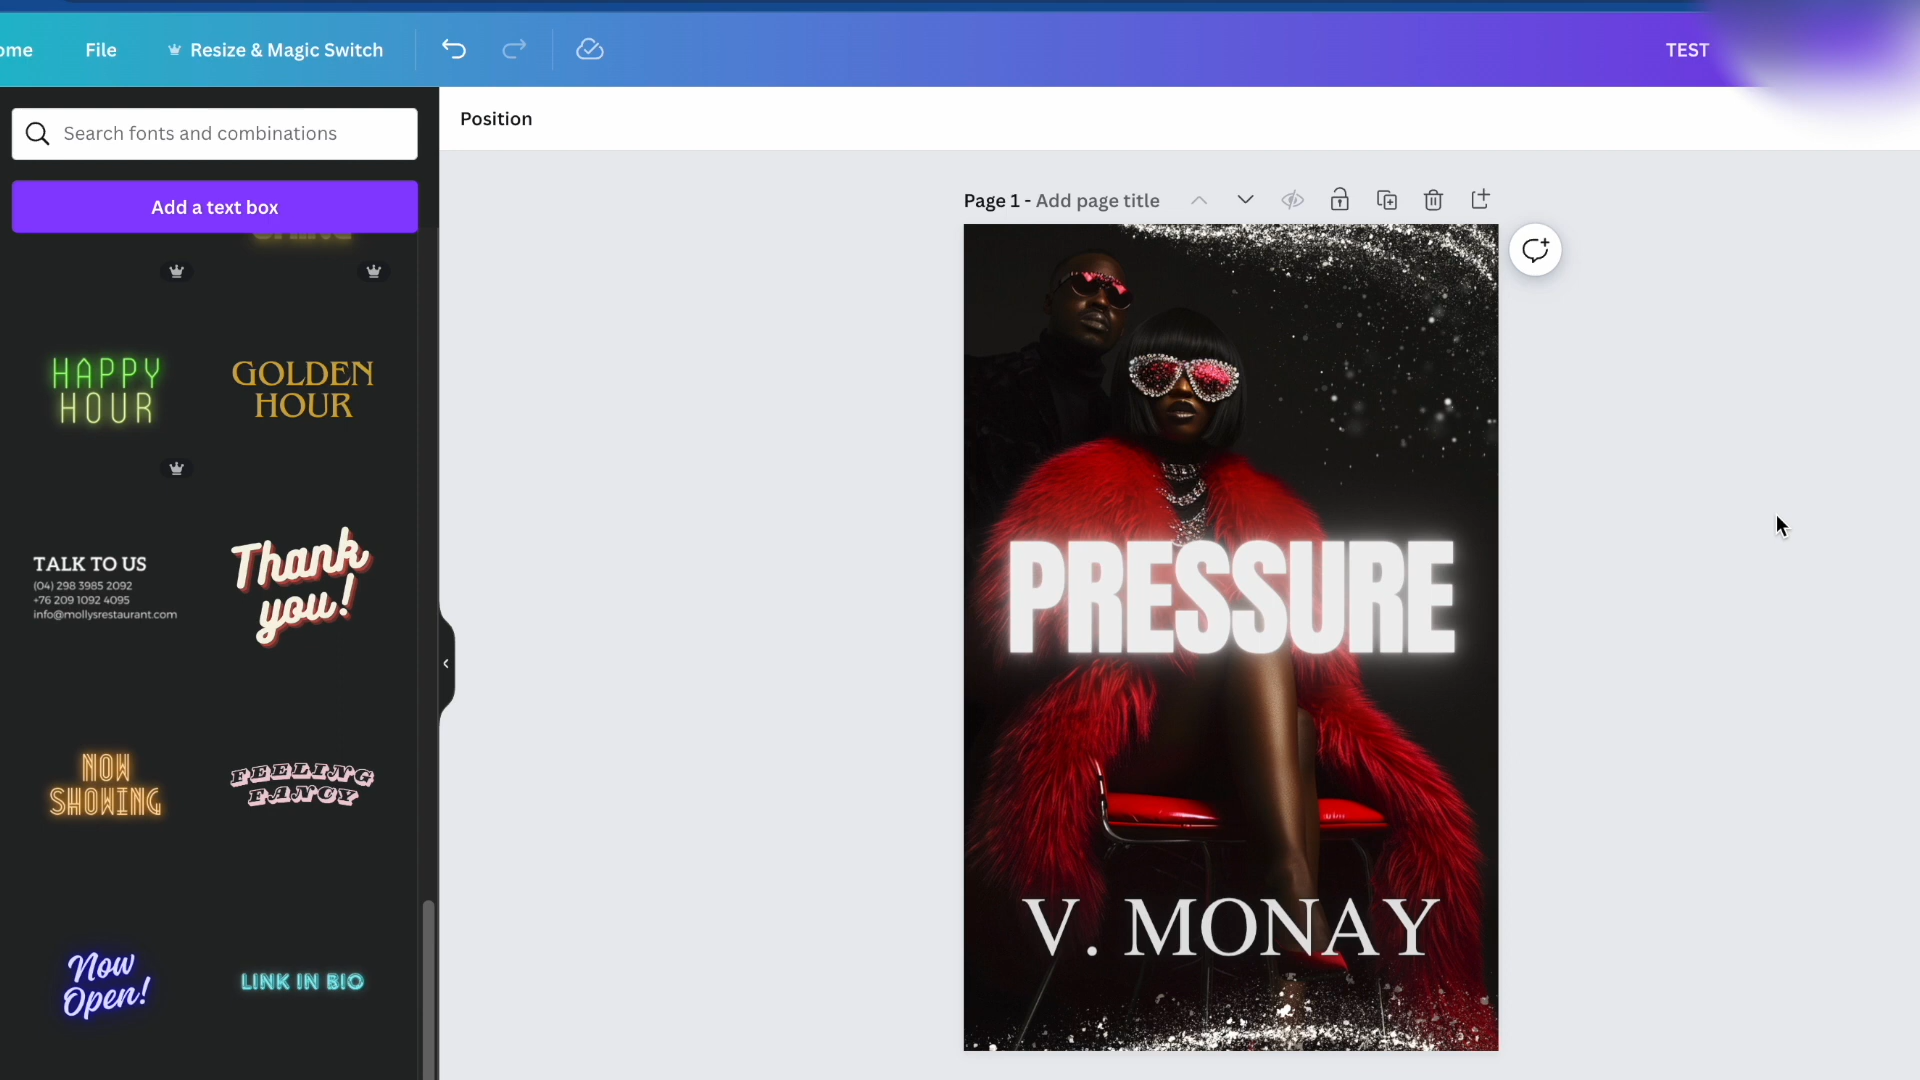 File
Resize & Magic Switch
TEST
Search fonts and combinations
Position
Add a text box
Page 1 - Add page title
HAPPY
HOUR
GOLDEN
HOUR
TALK TO US
(04) 298 3985 2092
+76 209 1092 4095
info@mollysrestaurant.com
Thank
you!
NOW
SHOWING
FEELING
FANCY
Now
Open!
LINK IN BIO
PRESSURE
V. MONAY